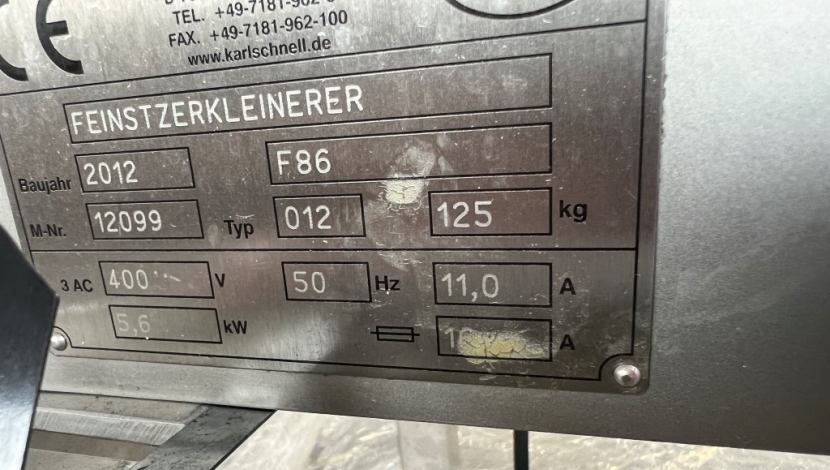 CE
TEL. +49-7181-962-
FAX. +49-7181-962-100
www.karlschnell.de
FEINSTZERKLEINERER
Baujahr 2012 F86
M-Nr. 12099 Typ 012 125 kg
3 AC 400 V 50 Hz 11,0 A
5,6 kW A